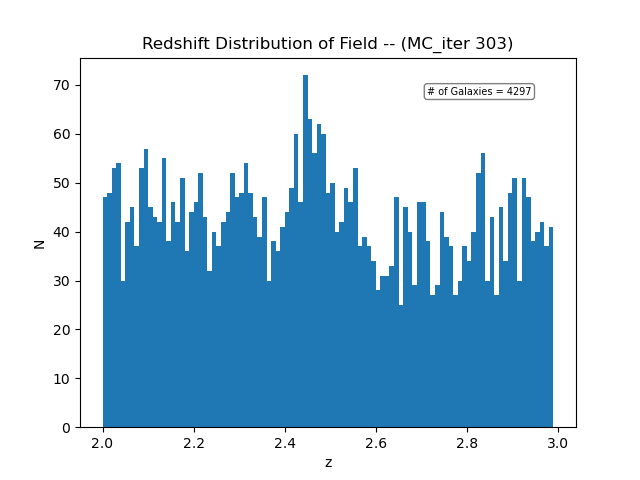 Redshift Distribution of Field -- (MC_iter 303)
# of Galaxies = 4297
70
60
50
40
30
20
10
0
N
2.0 2.2 2.4 2.6 2.8 3.0
z